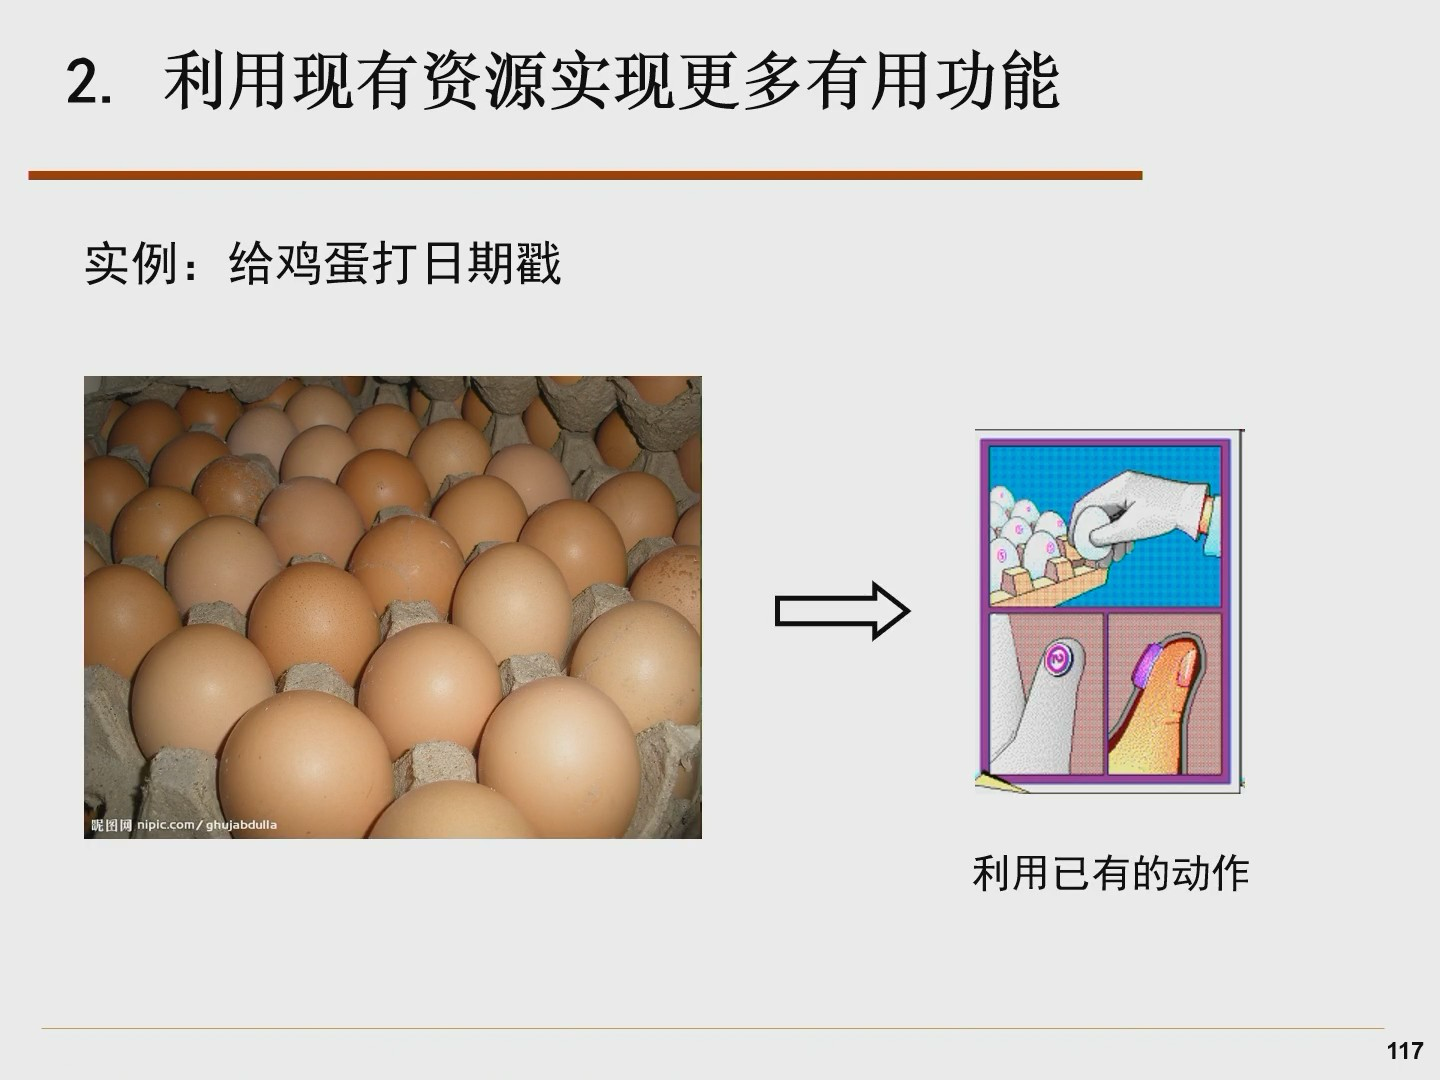 2. 利用现有资源实现更多有用功能
实例：给鸡蛋打日期戳
昵图网 nipic.com/ghujabdulla
2
利用已有的动作
117